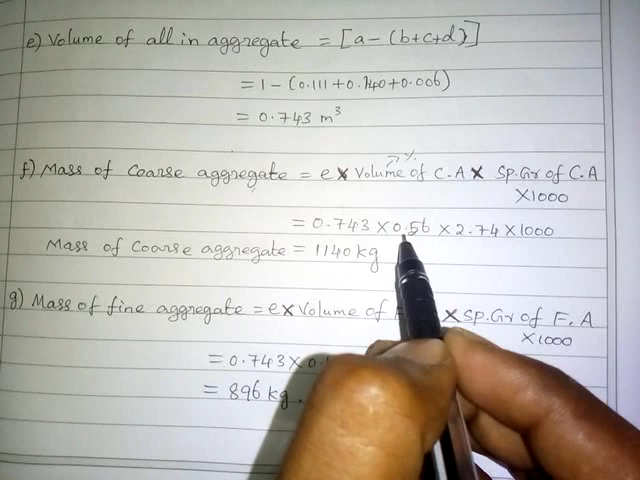 e) Volume of all in aggregate = [a - (b+c+d)]
= 1 - (0.111 + 0.140 + 0.006)
= 0.743 m³
→ %
f) Mass of Coarse aggregate = e x Volume of C.A x Sp.Gr of C.A
X1000
= 0.743 x 0.56 x 2.74 x 1000
Mass of Coarse aggregate = 1140 kg
g) Mass of fine aggregate = e x Volume of x Sp.Gr of F.A
X1000
= 0.743 x 0.
= 896 kg.